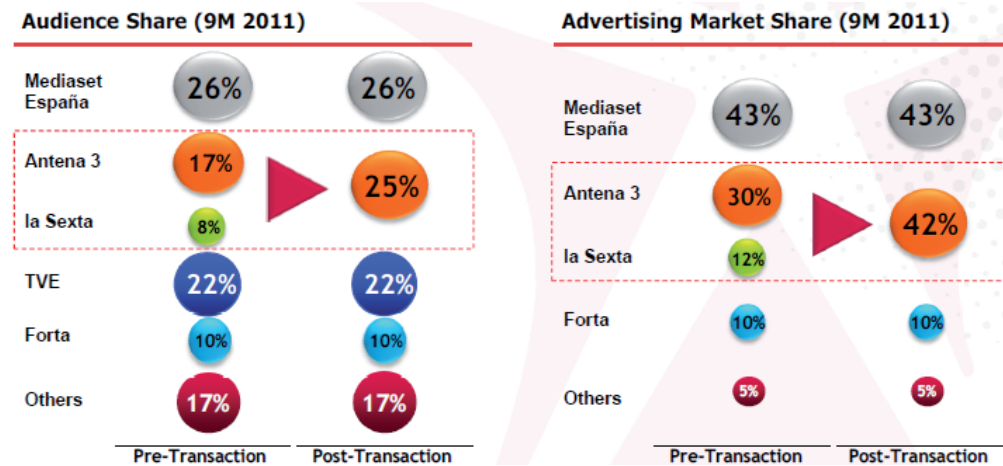 Audience Share (9M 2011)
Mediaset
España
26%
26%
Antena 3
17%
25%
la Sexta
8%
TVE
22%
22%
Forta
10%
10%
Others
17%
17%
Pre-Transaction
Post-Transaction
Advertising Market Share (9M 2011)
Mediaset
España
43%
43%
Antena 3
30%
42%
la Sexta
12%
Forta
10%
10%
Others
5%
5%
Pre-Transaction
Post-Transaction